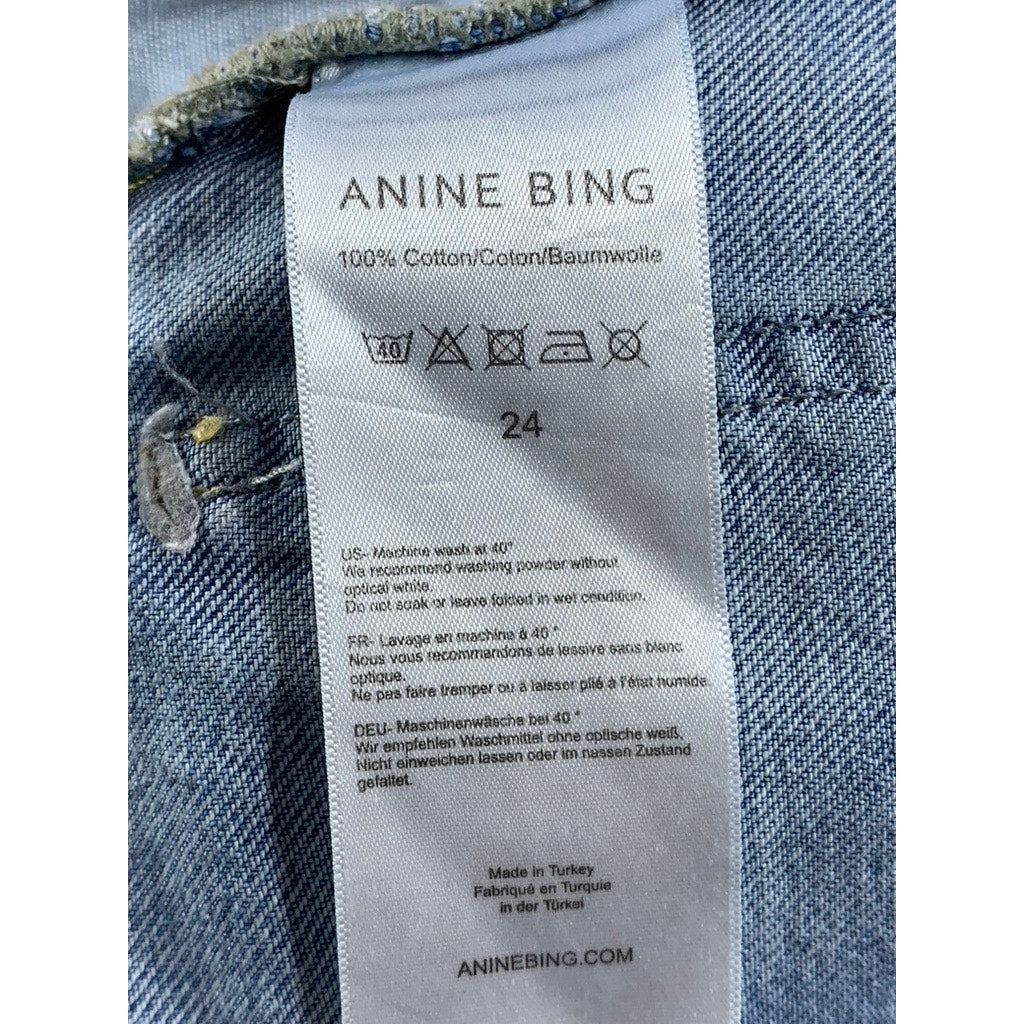 ANINE BING
100% Cotton/Coton/Baumwolle
40
24
US- Machine wash at 40°
We recommend washing powder without
optical white.
Do not soak or leave folded in wet condition.
FR- Lavage en machine à 40 °
Nous vous recommandons de lessive sans blanc
optique.
Ne pas faire tremper ou à laisser plié à l'état humide.
DEU- Maschinenwäsche bei 40 °
Wir empfehlen Waschmittel ohne optische weiß.
Nicht einweichen lassen oder im nassen Zustand
gefaltet.
Made in Turkey
Fabriqué en Turquie
in der Türkei
ANINEBING.COM